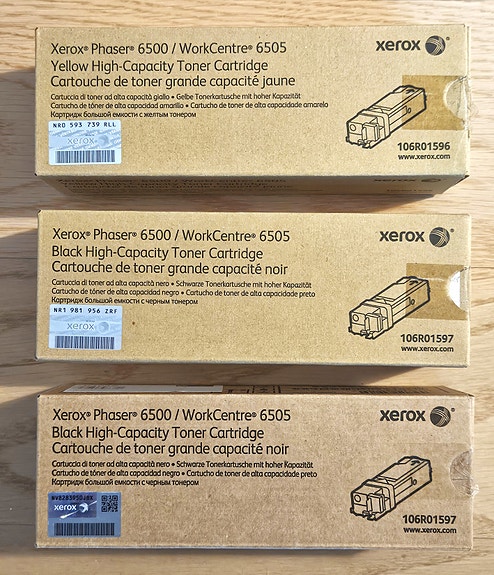 Xerox® Phaser® 6500 / WorkCentre® 6505
Yellow High-Capacity Toner Cartridge
Cartouche de toner grande capacité jaune
Cartuccia di toner ad alta capacità giallo • Gelbe Tonerkartusche mit hoher Kapazität
Cartucho de tóner de alta capacidad amarillo • Cartucho de toner de alta capacidade amarelo
Картридж большой емкости с желтым тонером
NR0 593 739 RLL
xerox
xerox
106R01596
www.xerox.com
Xerox® Phaser® 6500 / WorkCentre® 6505
Black High-Capacity Toner Cartridge
Cartouche de toner grande capacité noir
Cartuccia di toner ad alta capacità nero • Schwarze Tonerkartusche mit hoher Kapazität
Cartucho de tóner de alta capacidad negro • Cartucho de toner de alta capacidade preto
Картридж большой емкости с черным тонером
NR1 981 956 ZRF
xerox
xerox
106R01597
www.xerox.com
Xerox® Phaser® 6500 / WorkCentre® 6505
Black High-Capacity Toner Cartridge
Cartouche de toner grande capacité noir
Cartuccia di toner ad alta capacità nero • Schwarze Tonerkartusche mit hoher Kapazität
Cartucho de tóner de alta capacidad negro • Cartucho de toner de alta capacidade preto
Картридж большой емкости с черным тонером
xerox
xerox
106R01597
www.xerox.com